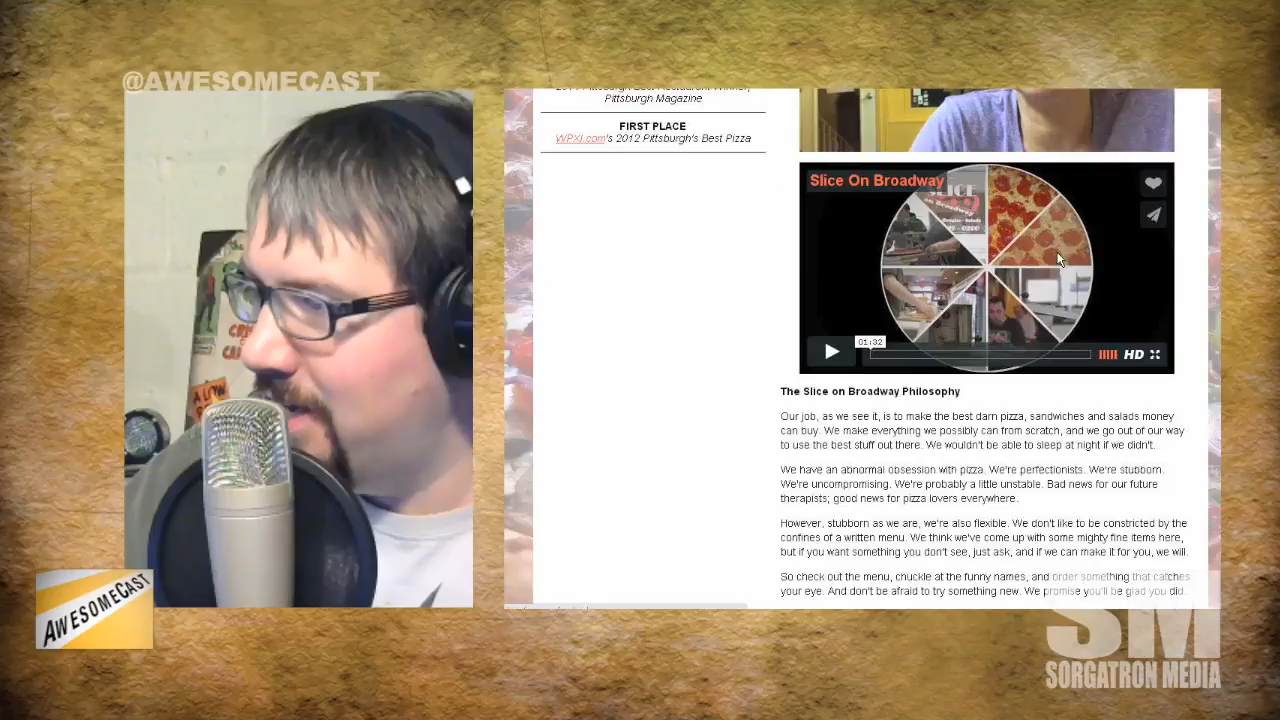 @AWESOMECAST
Pittsburgh Magazine
FIRST PLACE
WPXI.com's 2012 Pittsburgh's Best Pizza
Slice On Broadway
SLICE
on Broadway
01:32
HD
The Slice on Broadway Philosophy
Our job, as we see it, is to make the best darn pizza, sandwiches and salads money
can buy. We make everything we possibly can from scratch, and we go out of our way
to use the best stuff out there. We wouldn't be able to sleep at night if we didn't.
We have an abnormal obsession with pizza. We're perfectionists. We're stubborn.
We're uncompromising. We're probably a little unstable. Bad news for our future
therapists; good news for pizza lovers everywhere.
However, stubborn as we are, we're also flexible. We don't like to be constricted by the
confines of a written menu. We think we've come up with some mighty fine items here,
but if you want something you don't see, just ask, and if we can make it for you, we will.
So check out the menu, chuckle at the funny names, and order something that catches
your eye. And don't be afraid to try something new. We promise you'll be glad you did.
A LOW
AWESOMECAST
SM
SORGATRON MEDIA